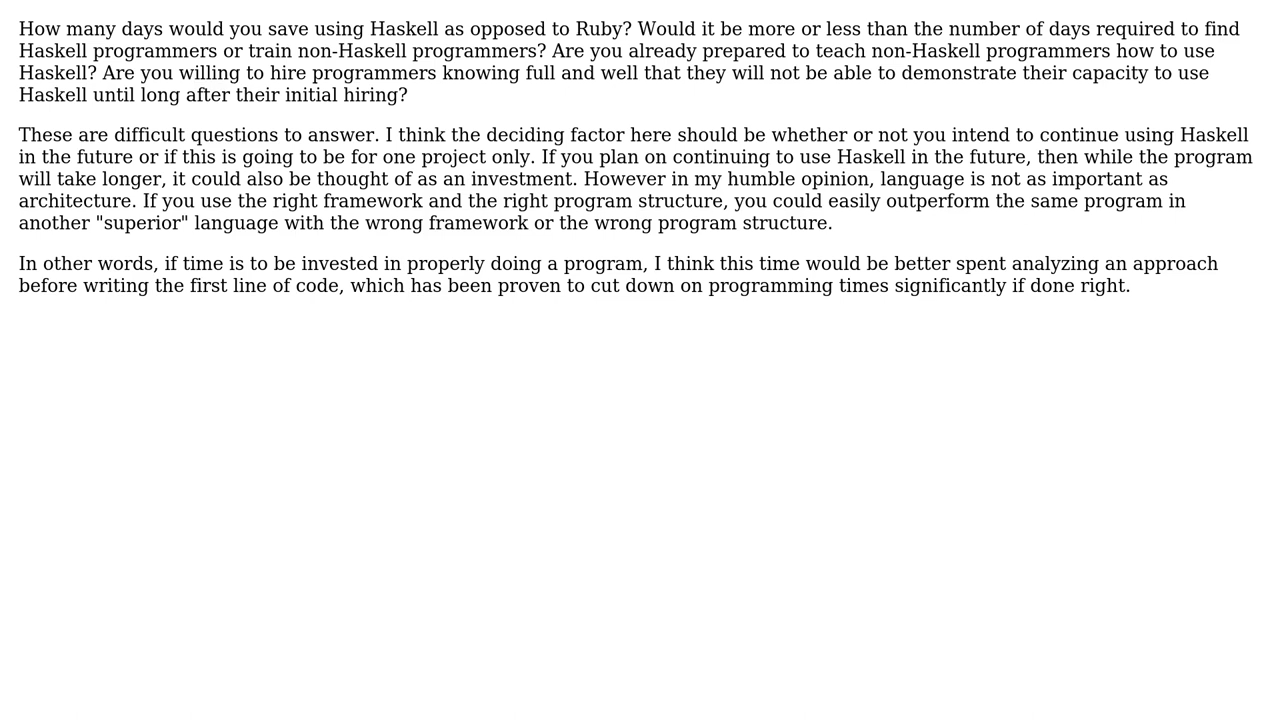 How many days would you save using Haskell as opposed to Ruby? Would it be more or less than the number of days required to find
Haskell programmers or train non-Haskell programmers? Are you already prepared to teach non-Haskell programmers how to use
Haskell? Are you willing to hire programmers knowing full and well that they will not be able to demonstrate their capacity to use
Haskell until long after their initial hiring?
These are difficult questions to answer. I think the deciding factor here should be whether or not you intend to continue using Haskell
in the future or if this is going to be for one project only. If you plan on continuing to use Haskell in the future, then while the program
will take longer, it could also be thought of as an investment. However in my humble opinion, language is not as important as
architecture. If you use the right framework and the right program structure, you could easily outperform the same program in
another "superior" language with the wrong framework or the wrong program structure.
In other words, if time is to be invested in properly doing a program, I think this time would be better spent analyzing an approach
before writing the first line of code, which has been proven to cut down on programming times significantly if done right.